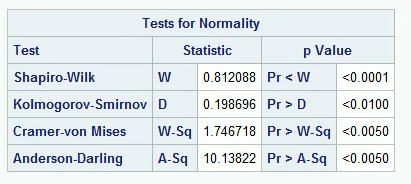 Tests for Normality
Test Statistic p Value
Shapiro-Wilk W 0.812088 Pr < W <0.0001
Kolmogorov-Smirnov D 0.198696 Pr > D <0.0100
Cramer-von Mises W-Sq 1.746718 Pr > W-Sq <0.0050
Anderson-Darling A-Sq 10.13822 Pr > A-Sq <0.0050